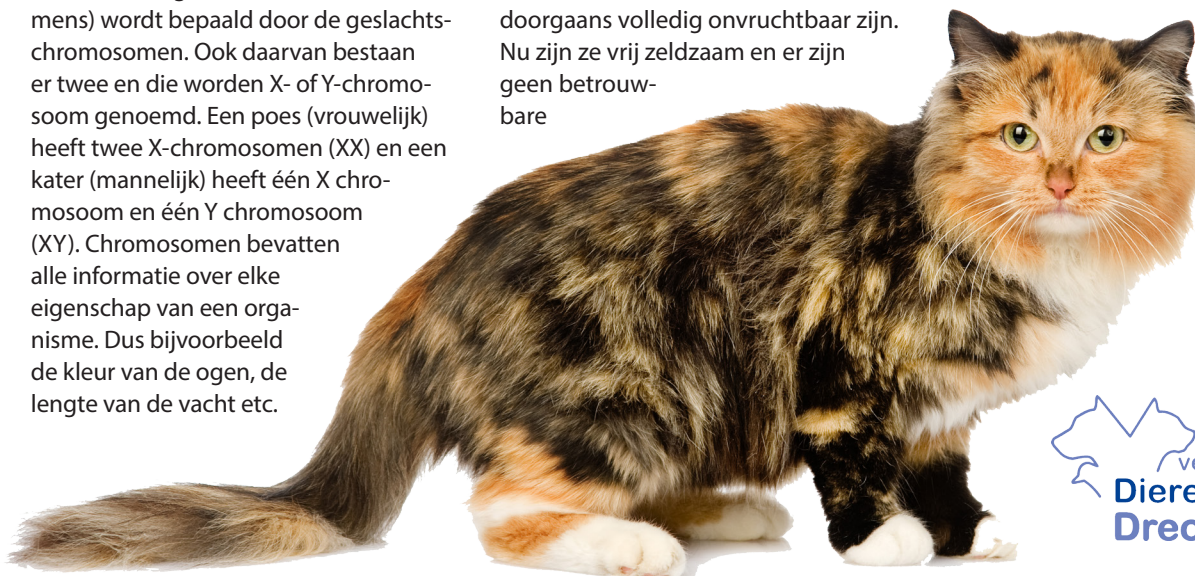 mens) wordt bepaald door de geslachts-
chromosomen. Ook daarvan bestaan
er twee en die worden X- of Y-chromo-
soom genoemd. Een poes (vrouwelijk)
heeft twee X-chromosomen (XX) en een
kater (mannelijk) heeft één X chro-
mosoom en één Y chromosoom
(XY). Chromosomen bevatten
alle informatie over elke
eigenschap van een orga-
nisme. Dus bijvoorbeeld
de kleur van de ogen, de
lengte van de vacht etc.
doorgaans volledig onvruchtbaar zijn.
Nu zijn ze vrij zeldzaam en er zijn
geen betrouw-
bare